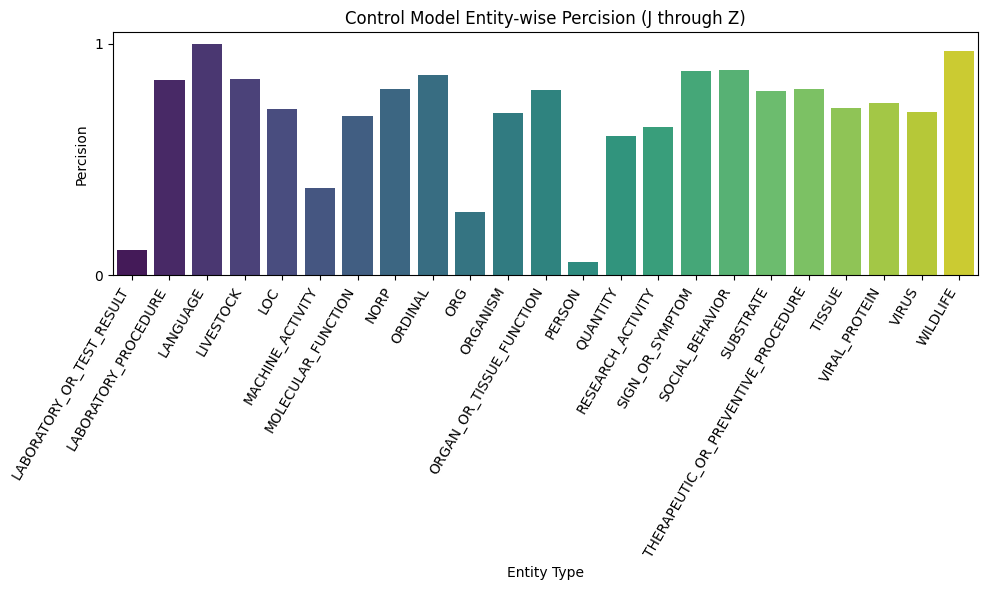 Control Model Entity-wise Percision (J through Z)
Percision
1
0
LABORATORY_OR_TEST_RESULT
LABORATORY_PROCEDURE
LANGUAGE
LIVESTOCK
LOC
MACHINE_ACTIVITY
MOLECULAR_FUNCTION
NORP
ORDINAL
ORG
ORGANISM
ORGAN_OR_TISSUE_FUNCTION
PERSON
QUANTITY
RESEARCH_ACTIVITY
SIGN_OR_SYMPTOM
SOCIAL_BEHAVIOR
SUBSTRATE
THERAPEUTIC_OR_PREVENTIVE_PROCEDURE
TISSUE
VIRAL_PROTEIN
VIRUS
WILDLIFE
Entity Type